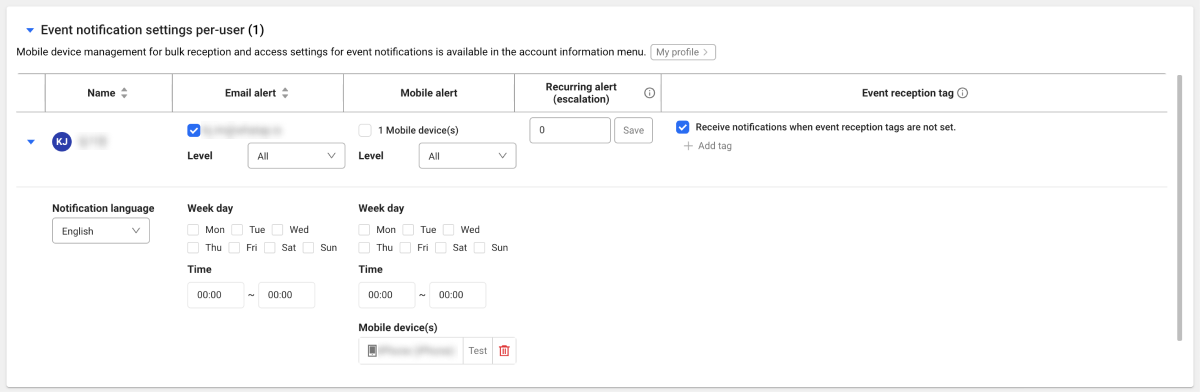 Event notification settings per-user (1)
Mobile device management for bulk reception and access settings for event notifications is available in the account information menu. My profile
Name Email alert Mobile alert Recurring alert (escalation) Event reception tag
KJ
1 Mobile device(s)
0 Save
Receive notifications when event reception tags are not set.
Add tag
Level All Level All
Notification language
English
Week day
Mon Tue Wed
Thu Fri Sat Sun
Time
00:00 ~ 00:00
Week day
Mon Tue Wed
Thu Fri Sat Sun
Time
00:00 ~ 00:00
Mobile device(s)
Test